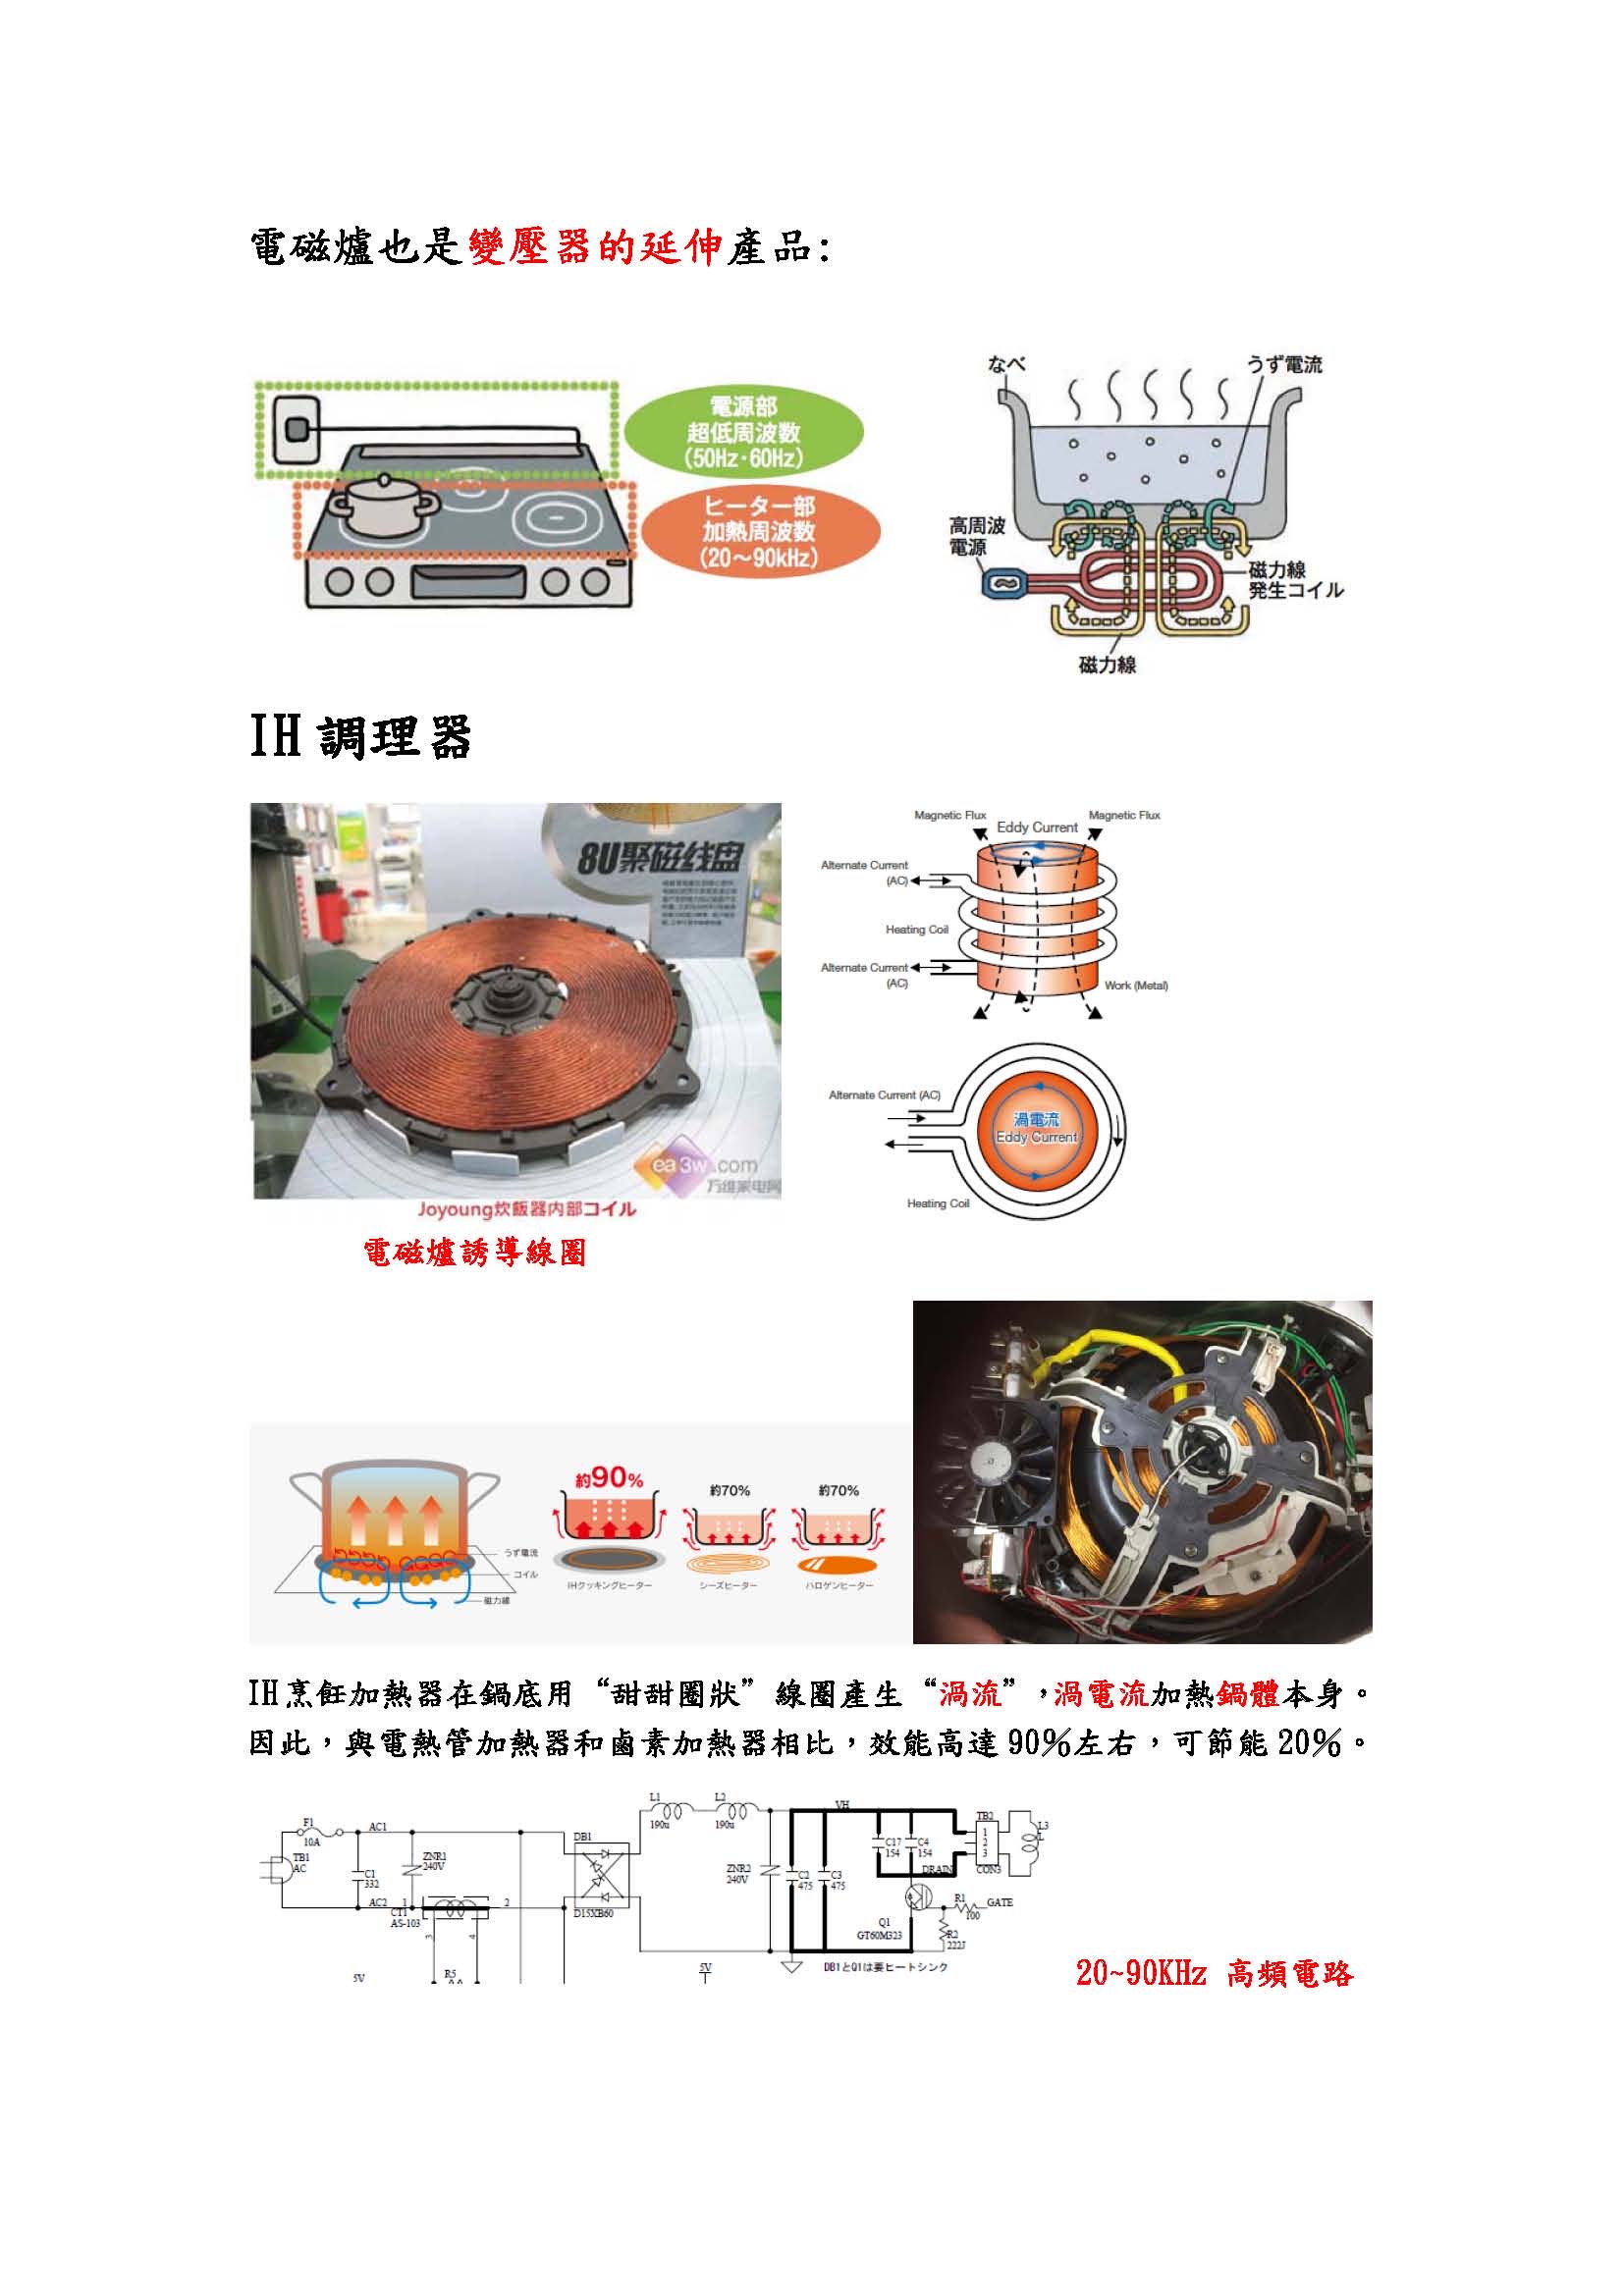 電磁爐也是變壓器的延伸產品:
電源部
超低周波数
(50Hz・60Hz)
ヒーター部
加熱周波数
(20～90kHz)
なべ
うず電流
高周波
電源
磁力線
発生コイル
磁力線
IH 調理器
8U聚磁线盘
ea3w.com
万维家电网
Joyoung炊飯器内部コイル
電磁爐誘導線圈
Magnetic Flux
Magnetic Flux
Eddy Current
Alternate Current
(AC)
Heating Coil
Alternate Current
(AC)
Work (Metal)
Alternate Current (AC)
渦電流
Eddy Current
Heating Coil
うず電流
コイル
磁力線
約90%
約70%
約70%
IHクッキングヒーター
シーズヒーター
ハロゲンヒーター
IH烹飪加熱器在鍋底用“甜甜圈狀”線圈產生“渦流”，渦電流加熱鍋體本身。
因此，與電熱管加熱器和鹵素加熱器相比，效能高達90%左右，可節能20%。
F1
10A
TB1
AC
AC1
C1
332
ZNR1
240V
AC2
1
2
CT1
AS-103
3
4
R5
5V
DB1
D15XB60
L1
190u
L2
190u
ZNR2
240V
5V
VH
C2
475
C3
475
C17
154
C4
154
DRAIN
TB2
1
2
3
CON3
L3
Q1
GT60M323
R1
100
GATE
R2
222J
DB1とQ1は要ヒートシンク
20~90KHz 高頻電路